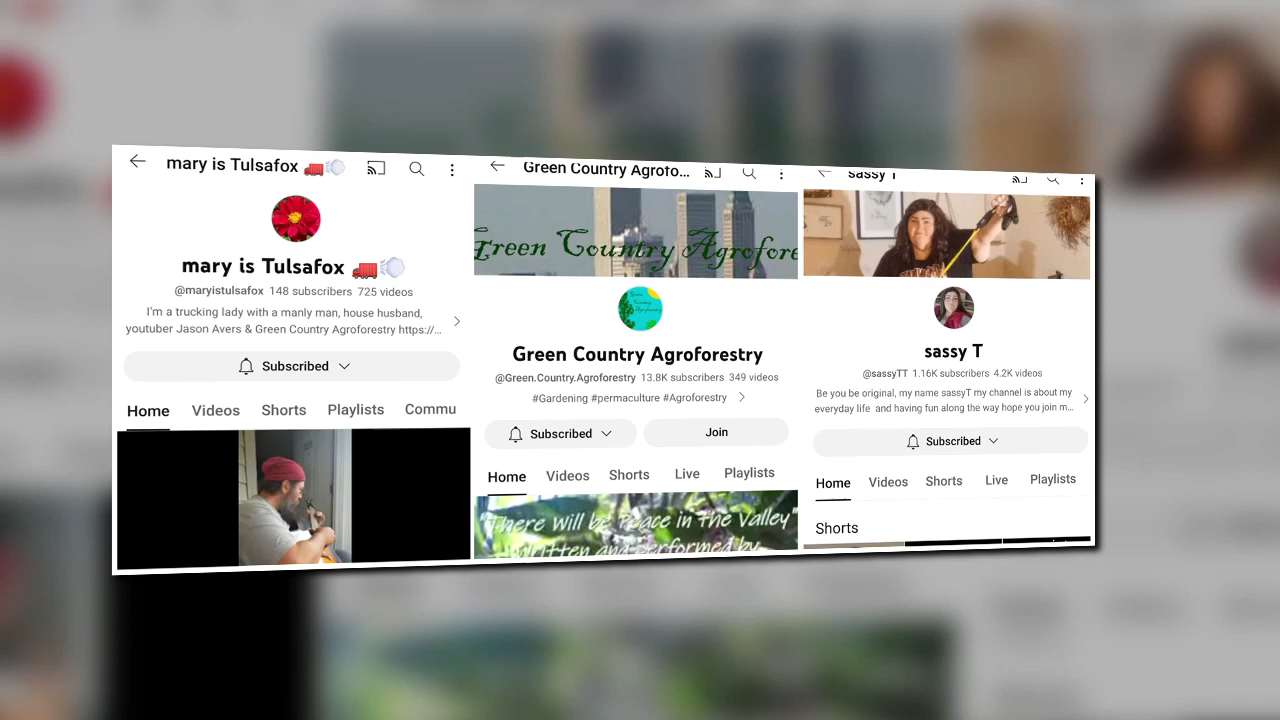 mary is Tulsafox 🚛💨
mary is Tulsafox 🚛💨
@maryistulsafox 148 subscribers 725 videos
I'm a trucking lady with a manly man, house husband,
youtuber Jason Avers & Green Country Agroforestry https://...
Subscribed
Home Videos Shorts Playlists Commu
Green Country Agrofo...
Green Country Agrofore
Green Country Agroforestry
@Green.Country.Agroforestry 13.8K subscribers 349 videos
#Gardening #permaculture #Agroforestry
Subscribed Join
Home Videos Shorts Live Playlists
"There will be Peace in the Valley"
Written and performed by
sassy T
sassy T
@sassyTT 1.16K subscribers 4.2K videos
Be you be original, my name sassyT my channel is about my
everyday life and having fun along the way hope you join m...
Subscribed
Home Videos Shorts Live Playlists
Shorts